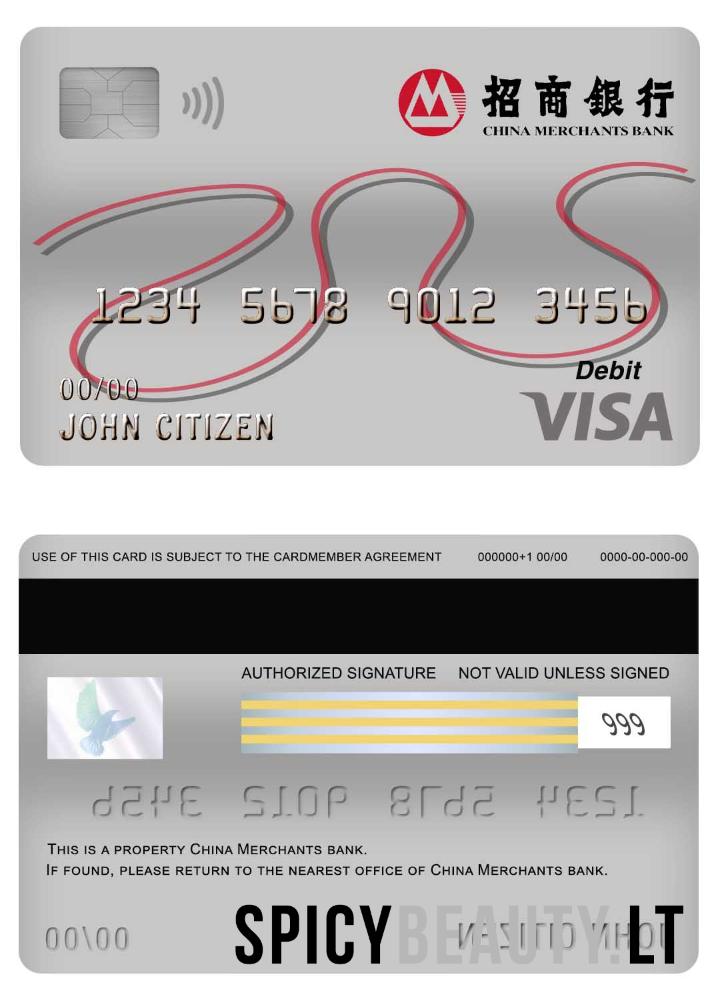 招商銀行
CHINA MERCHANTS BANK
1234 5678 9012 3456
00/00
JOHN CITIZEN
Debit
VISA
USE OF THIS CARD IS SUBJECT TO THE CARDMEMBER AGREEMENT 000000+1 00/00 0000-00-000-00
AUTHORIZED SIGNATURE NOT VALID UNLESS SIGNED
999
1234 5678 9012 3456
THIS IS A PROPERTY CHINA MERCHANTS BANK.
IF FOUND, PLEASE RETURN TO THE NEAREST OFFICE OF CHINA MERCHANTS BANK.
00/00 JOHN CITIZEN
SPICYBEAUTY.LT